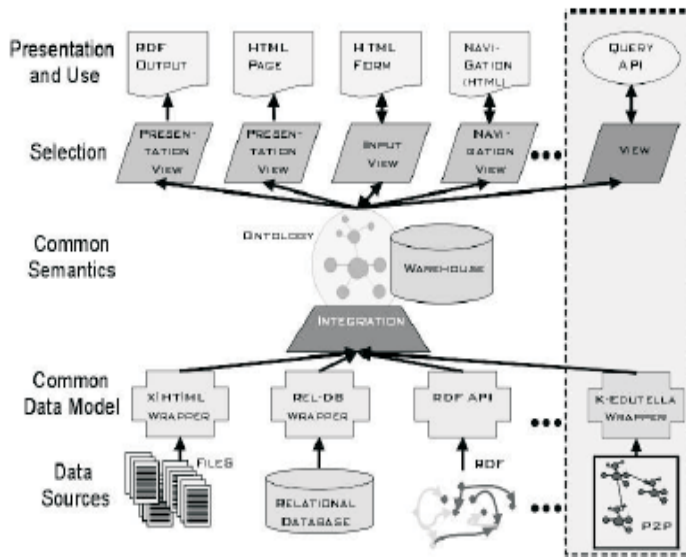 Presentation
and Use
RDF
OUTPUT
HTML
PAGE
HTML
FORM
NAVI-
GATION
(HTML)
QUERY
API
Selection
PRESEN-
TATION
VIEW
PRESEN-
TATION
VIEW
INPUT
VIEW
NAVI-
GATION
VIEW
VIEW
Common
Semantics
ONTOLOGY
WAREHOUSE
INTEGRATION
Common
Data Model
X|HTML
WRAPPER
REL-DB
WRAPPER
RDF API
K-EDUTELLA
WRAPPER
Data
Sources
FILES
RELATIONAL
DATABASE
RDF
P2P